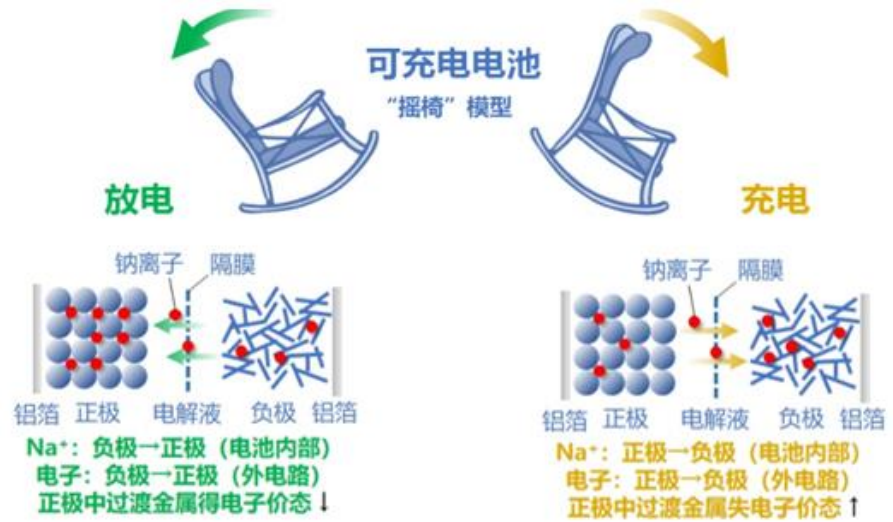 可充电电池
“摇椅”模型
放电
充电
钠离子 隔膜
铝箔 正极 电解液 负极 铝箔
Na⁺：负极→正极（电池内部）
电子：负极→正极（外电路）
正极中过渡金属得电子价态↓
钠离子 隔膜
铝箔 正极 电解液 负极 铝箔
Na⁺：正极→负极（电池内部）
电子：正极→负极（外电路）
正极中过渡金属失电子价态↑